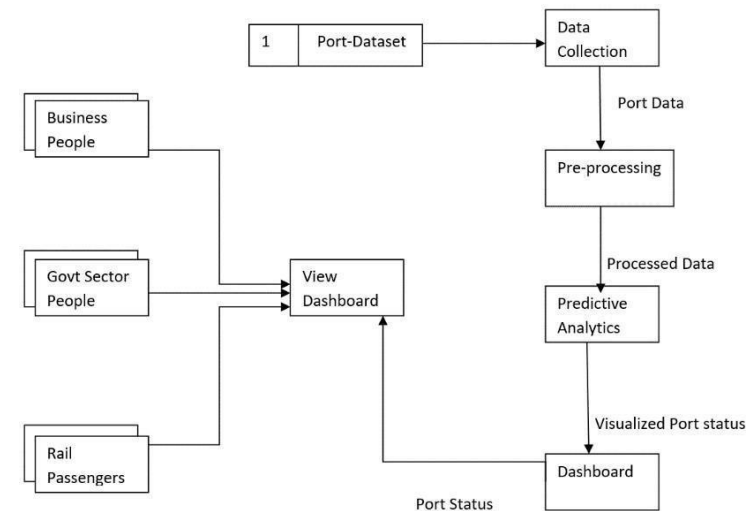 1 Port-Dataset
Data
Collection
Port Data
Business
People
Pre-processing
Processed Data
Govt Sector
People
View
Dashboard
Predictive
Analytics
Visualized Port status
Rail
Passengers
Dashboard
Port Status